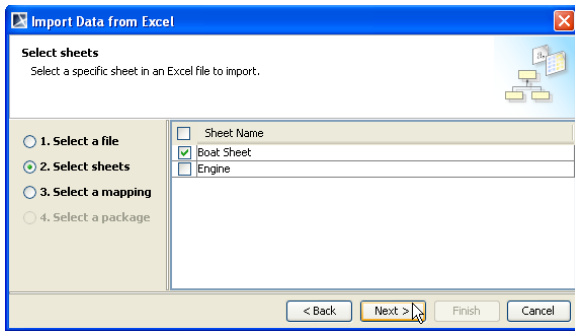 Import Data from Excel
Select sheets
Select a specific sheet in an Excel file to import.
1. Select a file
2. Select sheets
3. Select a mapping
4. Select a package
Sheet Name
Boat Sheet
Engine
< Back Next > Finish Cancel